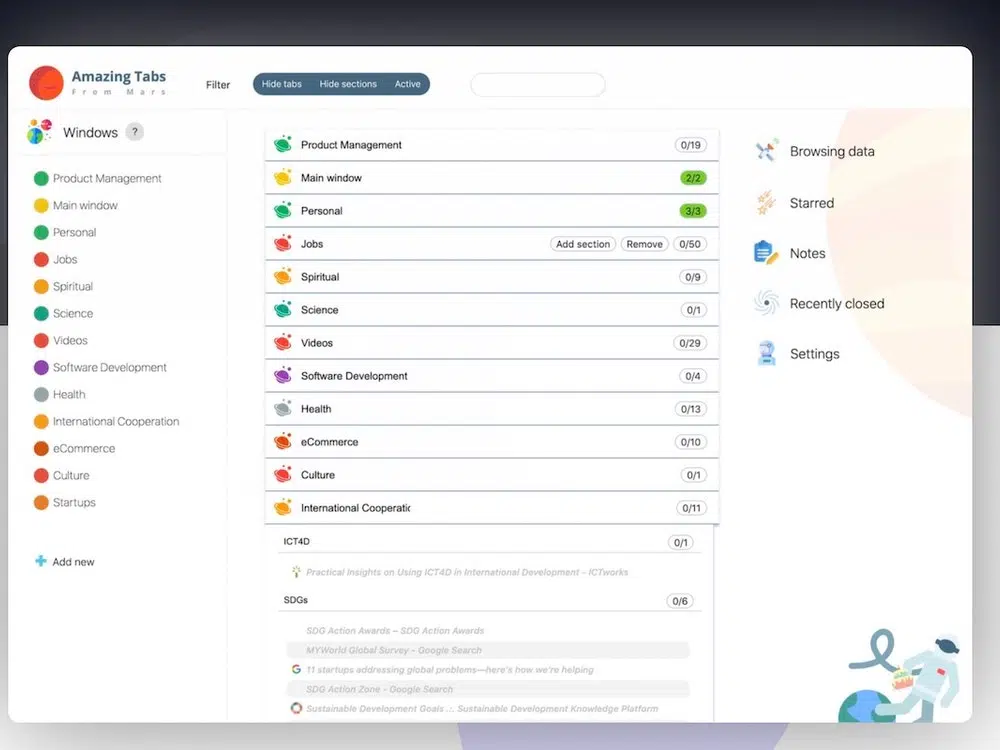 Amazing Tabs
From Mars
Filter
Hide tabs Hide sections Active
Windows ?
Product Management
Main window
Personal
Jobs
Spiritual
Science
Videos
Software Development
Health
International Cooperation
eCommerce
Culture
Startups
Add new
Product Management 0/19
Main window 2/2
Personal 3/3
Jobs Add section Remove 0/50
Spiritual 0/9
Science 0/1
Videos 0/29
Software Development 0/4
Health 0/13
eCommerce 0/10
Culture 0/1
International Cooperatic 0/11
ICT4D 0/1
Practical Insights on Using ICT4D in International Development - ICTworks
SDGs 0/6
SDG Action Awards – SDG Action Awards
MYWorld Global Survey - Google Search
11 startups addressing global problems—here's how we're helping
SDG Action Zone - Google Search
Sustainable Development Goals .:. Sustainable Development Knowledge Platform
Browsing data
Starred
Notes
Recently closed
Settings